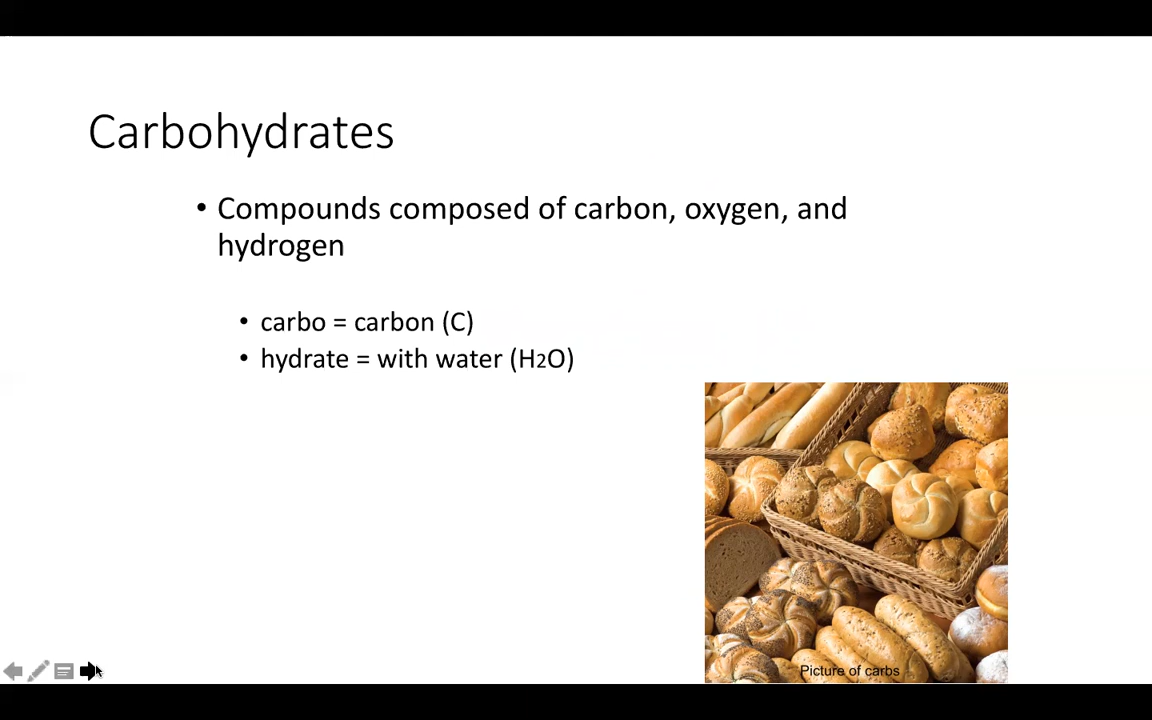 Carbohydrates
• Compounds composed of carbon, oxygen, and
hydrogen
• carbo = carbon (C)
• hydrate = with water (H2O)
Picture of carbs